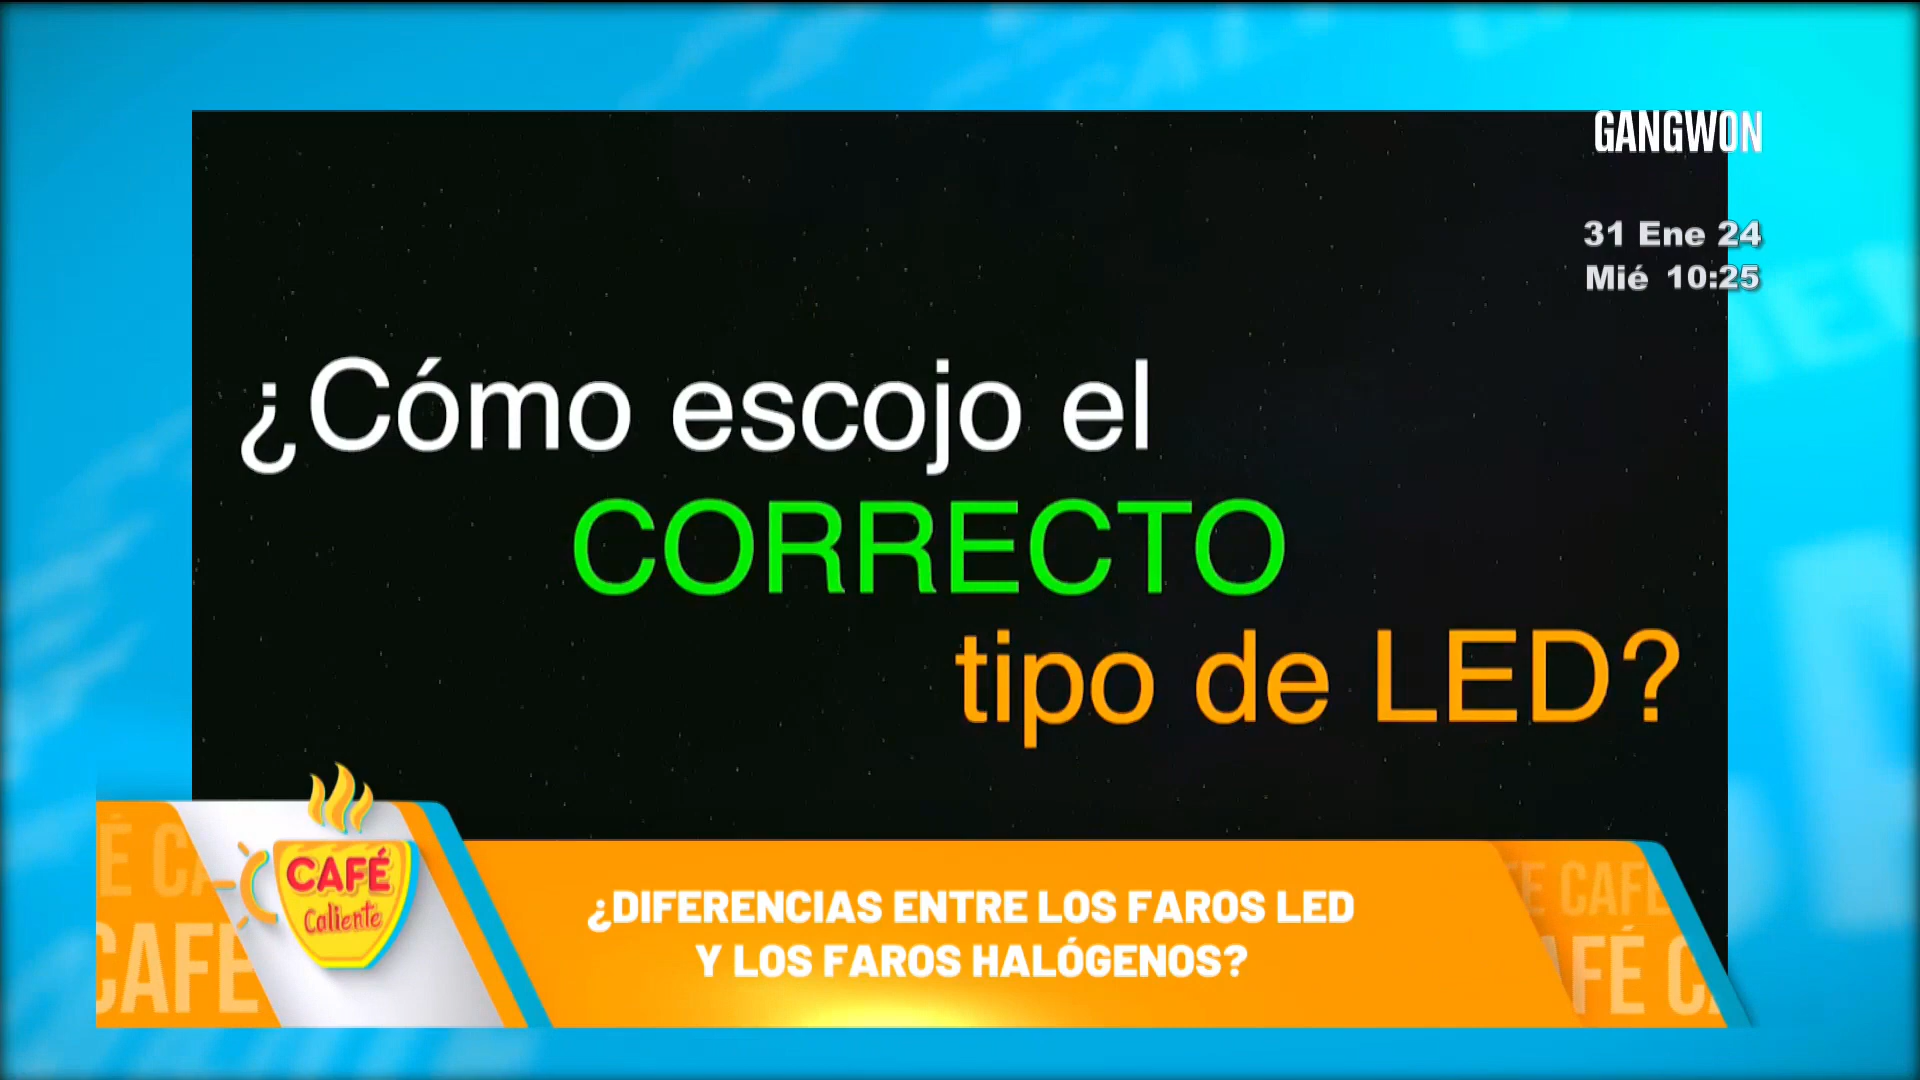 GANGWON
31 Ene 24
Mié 10:25
¿Cómo escojo el
CORRECTO
tipo de LED?
CAFÉ
Caliente
¿DIFERENCIAS ENTRE LOS FAROS LED
Y LOS FAROS HALÓGENOS?